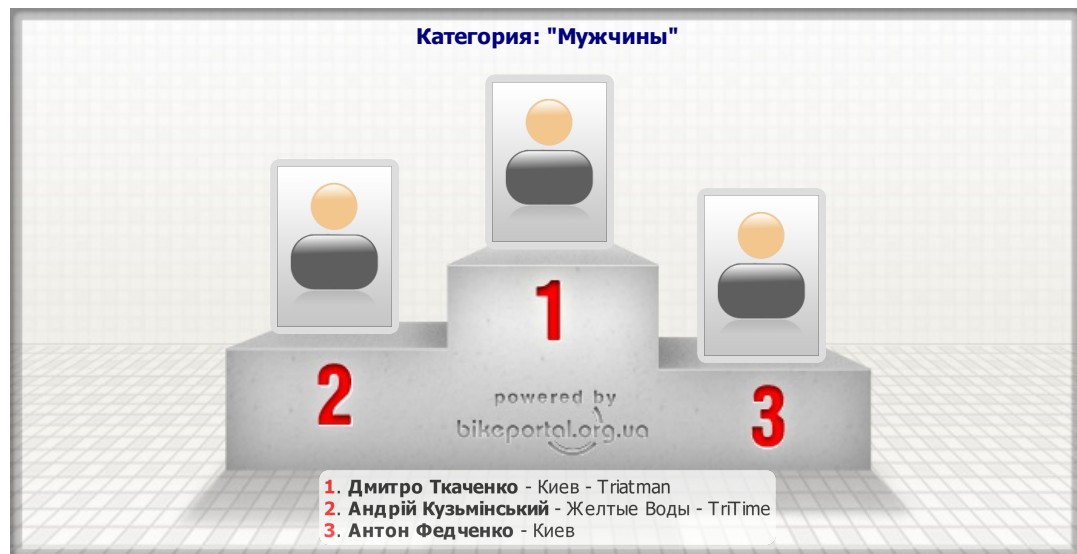 Категория: "Мужчины"
1
2
3
powered by
bikeportal.org.ua
1. Дмитро Ткаченко - Киев - Triatman
2. Андрій Кузьмінський - Желтые Воды - TriTime
3. Антон Федченко - Киев